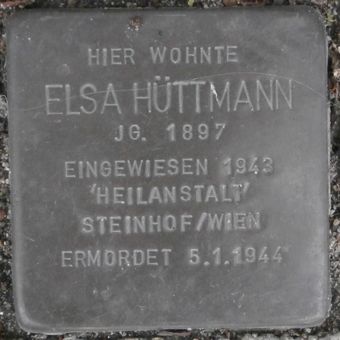 HIER WOHNTE
ELSA HÜTTMANN
JG. 1897
EINGEWIESEN 1943
'HEILANSTALT'
STEINHOF/WIEN
ERMORDET 5.1.1944